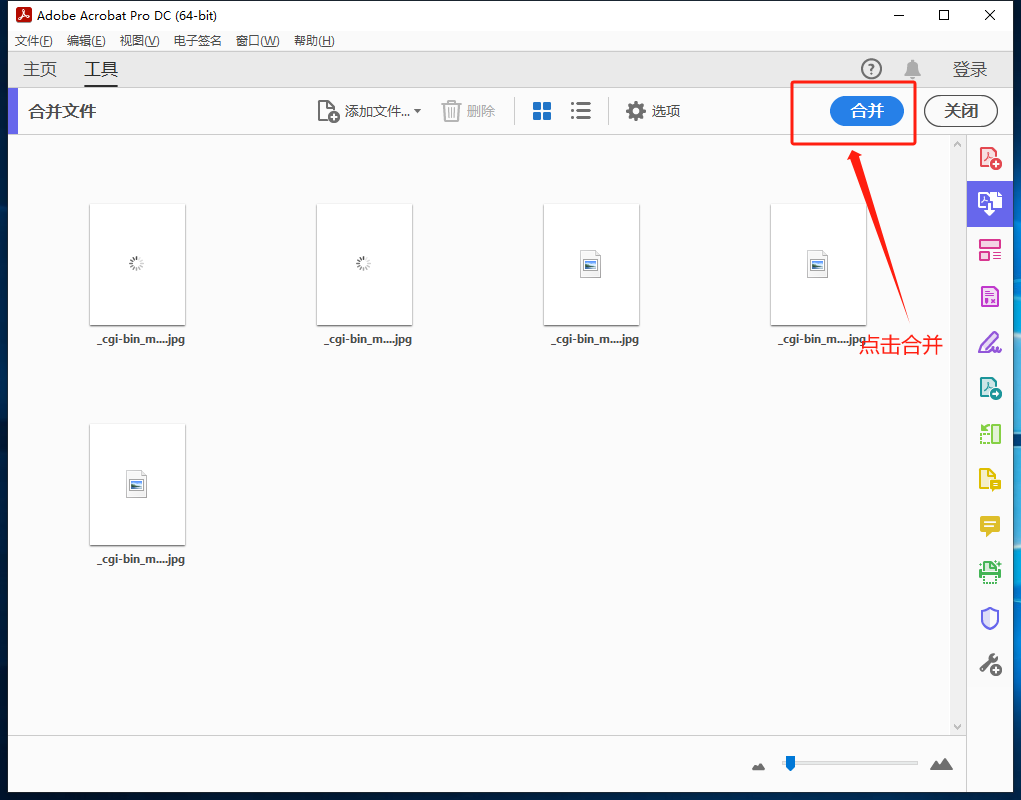 Adobe Acrobat Pro DC (64-bit)
文件(F) 编辑(E) 视图(V) 电子签名 窗口(W) 帮助(H)
主页 工具 登录
合并文件 添加文件... 删除 选项 合并 关闭
_cgi-bin_m....jpg _cgi-bin_m....jpg _cgi-bin_m....jpg _cgi-bin_m....jpg
点击合并
_cgi-bin_m....jpg